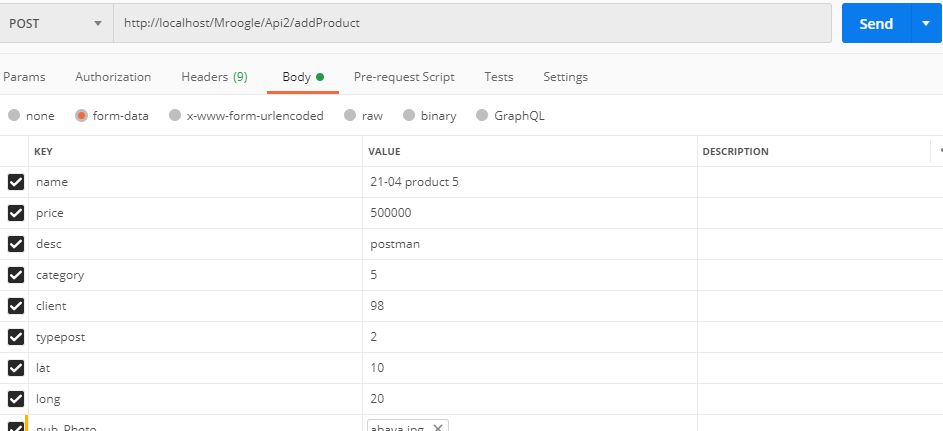 POST http://localhost/Mroogle/Api2/addProduct Send
Params Authorization Headers (9) Body Pre-request Script Tests Settings
none form-data x-www-form-urlencoded raw binary GraphQL
KEY VALUE DESCRIPTION
name 21-04 product 5
price 500000
desc postman
category 5
client 98
typepost 2
lat 10
long 20
pub_Photo abaya.jpg